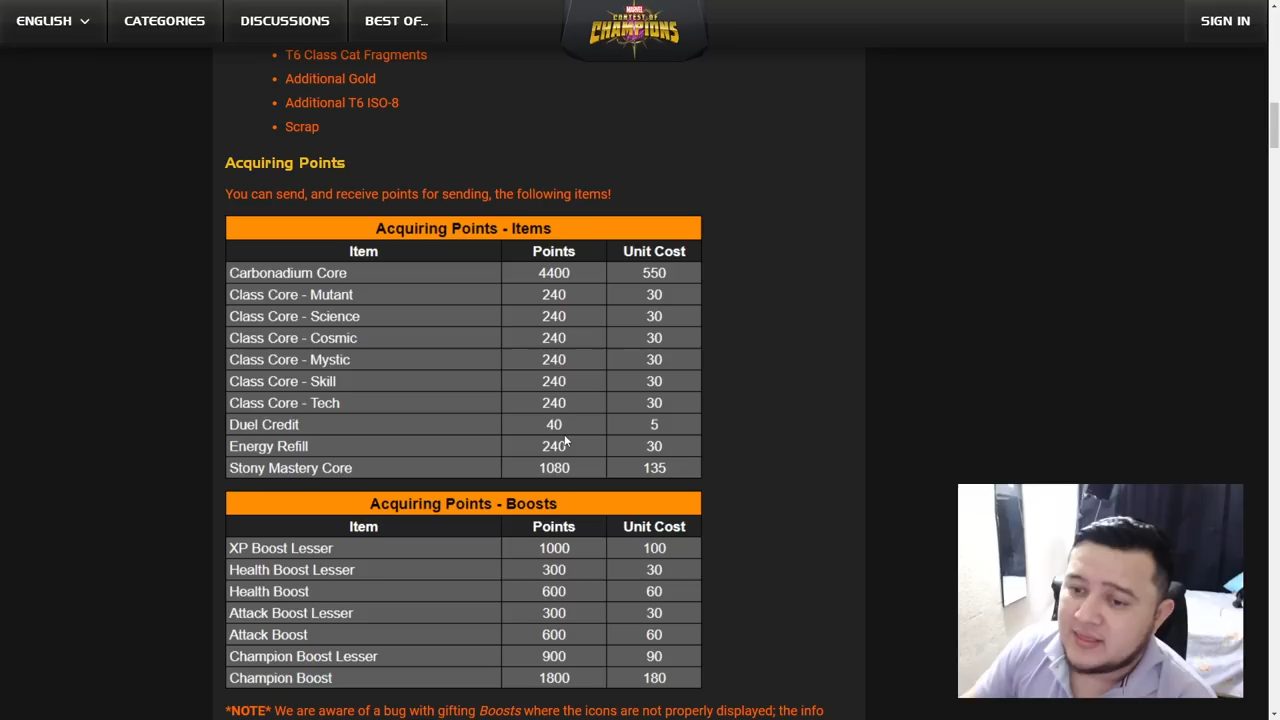 ENGLISH CATEGORIES DISCUSSIONS BEST OF... MARVEL CONTEST OF CHAMPIONS SIGN IN
• T6 Class Cat Fragments
• Additional Gold
• Additional T6 ISO-8
• Scrap
Acquiring Points
You can send, and receive points for sending, the following items!
Acquiring Points - Items
Item Points Unit Cost
Carbonadium Core 4400 550
Class Core - Mutant 240 30
Class Core - Science 240 30
Class Core - Cosmic 240 30
Class Core - Mystic 240 30
Class Core - Skill 240 30
Class Core - Tech 240 30
Duel Credit 40 5
Energy Refill 240 30
Stony Mastery Core 1080 135
Acquiring Points - Boosts
Item Points Unit Cost
XP Boost Lesser 1000 100
Health Boost Lesser 300 30
Health Boost 600 60
Attack Boost Lesser 300 30
Attack Boost 600 60
Champion Boost Lesser 900 90
Champion Boost 1800 180
*NOTE* We are aware of a bug with gifting Boosts where the icons are not properly displayed; the info